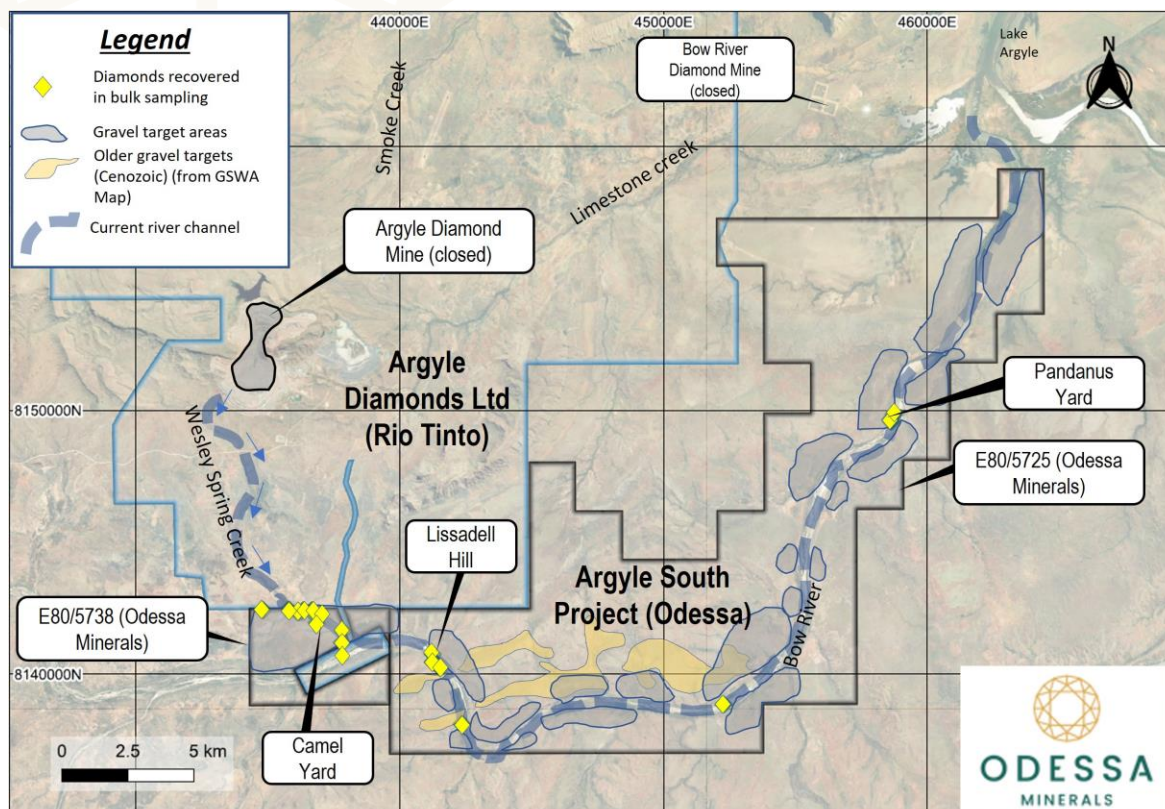 440000E
450000E
460000E
Legend
Diamonds recovered
in bulk sampling
Gravel target areas
Older gravel targets
(Cenozoic) (from GSWA
Map)
Current river channel
Smoke Creek
Bow River
Diamond Mine
(closed)
Lake
Argyle
N
Limestone creek
Argyle Diamond
Mine (closed)
Argyle
Diamonds Ltd
(Rio Tinto)
8150000N
Wesley Spring Creek
Pandanus
Yard
E80/5725 (Odessa
Minerals)
Lissadell
Hill
Argyle South
Project (Odessa)
Bow River
E80/5738 (Odessa
Minerals)
8140000N
Camel
Yard
0 2.5 5 km
ODESSA
MINERALS